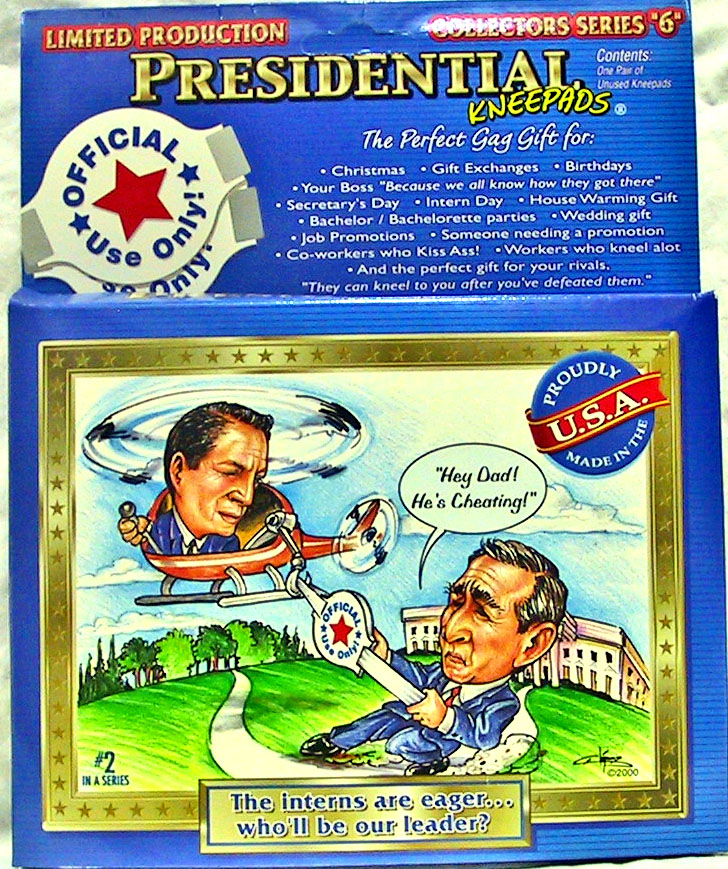 LIMITED PRODUCTION
COLLECTORS SERIES "6"
PRESIDENTIAL
KNEEPADS®
Contents:
One Pair of
Unused Kneepads
The Perfect Gag Gift for:
• Christmas • Gift Exchanges • Birthdays
• Your Boss "Because we all know how they got there"
• Secretary's Day • Intern Day • House Warming Gift
• Bachelor / Bachelorette parties • Wedding gift
• Job Promotions • Someone needing a promotion
• Co-workers who Kiss Ass! • Workers who kneel alot
• And the perfect gift for your rivals.
"They can kneel to you after you've defeated them."
OFFICIAL
Use Only!
Only!
PROUDLY
U.S.A.
MADE IN THE
"Hey Dad!
He's Cheating!"
OFFICIAL
Use Only!
#2
IN A SERIES
©2000
The interns are eager...
who'll be our leader?